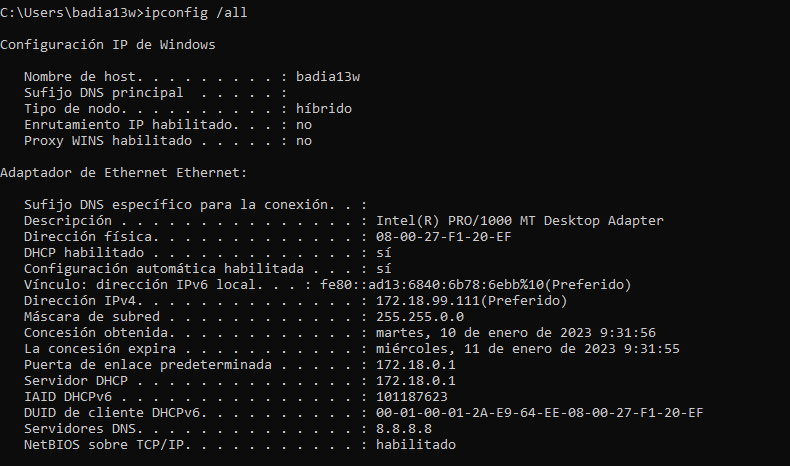 C:\Users\badia13w>ipconfig /all
Configuración IP de Windows
Nombre de host. . . . . . . . . : badia13w
Sufijo DNS principal  . . . . . :
Tipo de nodo. . . . . . . . . . : híbrido
Enrutamiento IP habilitado. . . : no
Proxy WINS habilitado . . . . . : no
Adaptador de Ethernet Ethernet:
Sufijo DNS específico para la conexión. . :
Descripción . . . . . . . . . . . . . . . : Intel(R) PRO/1000 MT Desktop Adapter
Dirección física. . . . . . . . . . . . . : 08-00-27-F1-20-EF
DHCP habilitado . . . . . . . . . . . . . : sí
Configuración automática habilitada . . . : sí
Vínculo: dirección IPv6 local. . . : fe80::ad13:6840:6b78:6ebb%10(Preferido)
Dirección IPv4. . . . . . . . . . . . . . : 172.18.99.111(Preferido)
Máscara de subred . . . . . . . . . . . . : 255.255.0.0
Concesión obtenida. . . . . . . . . . . . : martes, 10 de enero de 2023 9:31:56
La concesión expira . . . . . . . . . . . : miércoles, 11 de enero de 2023 9:31:55
Puerta de enlace predeterminada . . . . . : 172.18.0.1
Servidor DHCP . . . . . . . . . . . . . . : 172.18.0.1
IAID DHCPv6 . . . . . . . . . . . . . . . : 101187623
DUID de cliente DHCPv6. . . . . . . . . . : 00-01-00-01-2A-E9-64-EE-08-00-27-F1-20-EF
Servidores DNS. . . . . . . . . . . . . . : 8.8.8.8
NetBIOS sobre TCP/IP. . . . . . . . . . . : habilitado